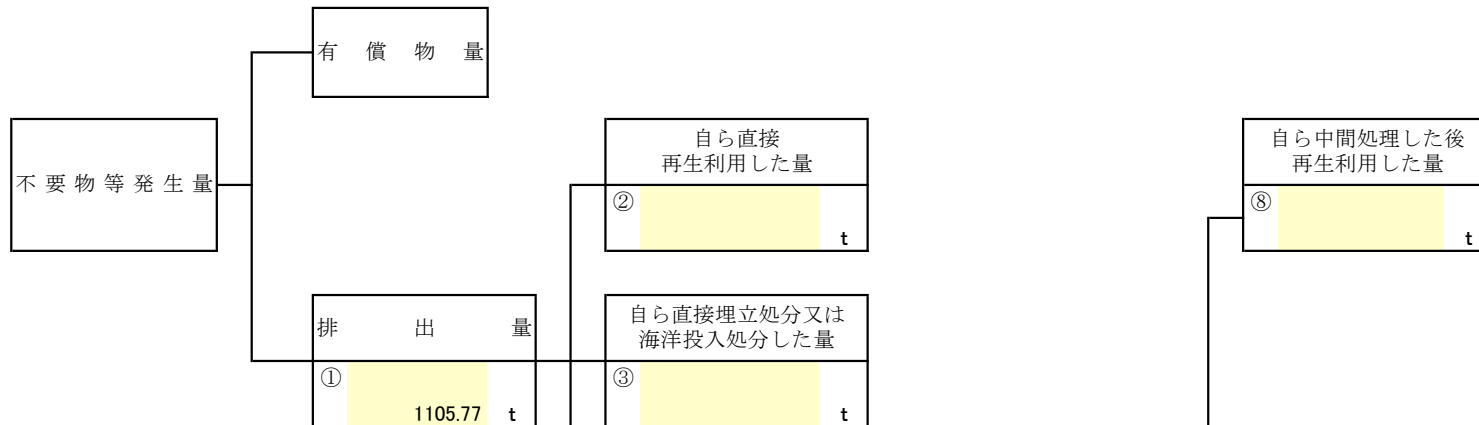 有償物量
不要物等発生量
自ら直接
再生利用した量
②
t
自ら中間処理した後
再生利用した量
⑧
t
排出量
①
1105.77 t
自ら直接埋立処分又は
海洋投入処分した量
③
t